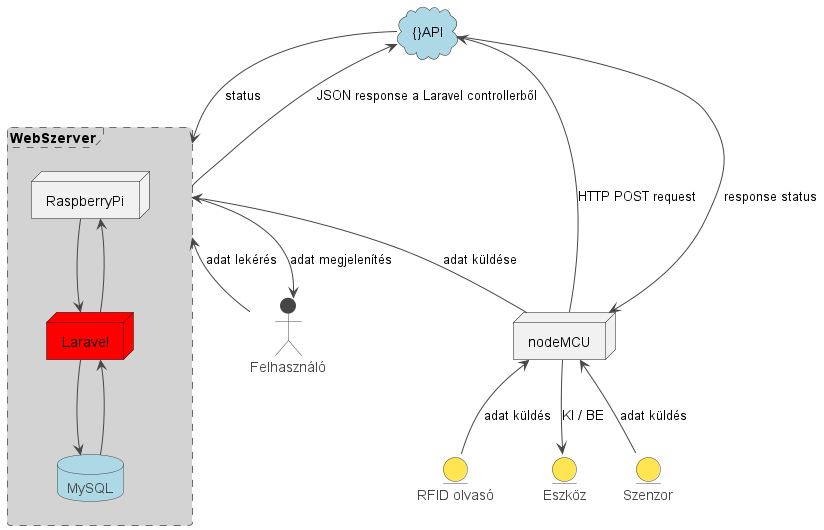 {}API
status
JSON response a Laravel controllerből
WebSzerver
RaspberryPi
HTTP POST request
response status
adat lekérés
adat megjelenítés
adat küldése
Laravel
nodeMCU
Felhasználó
adat küldés
KI / BE
adat küldés
MySQL
RFID olvasó
Eszköz
Szenzor